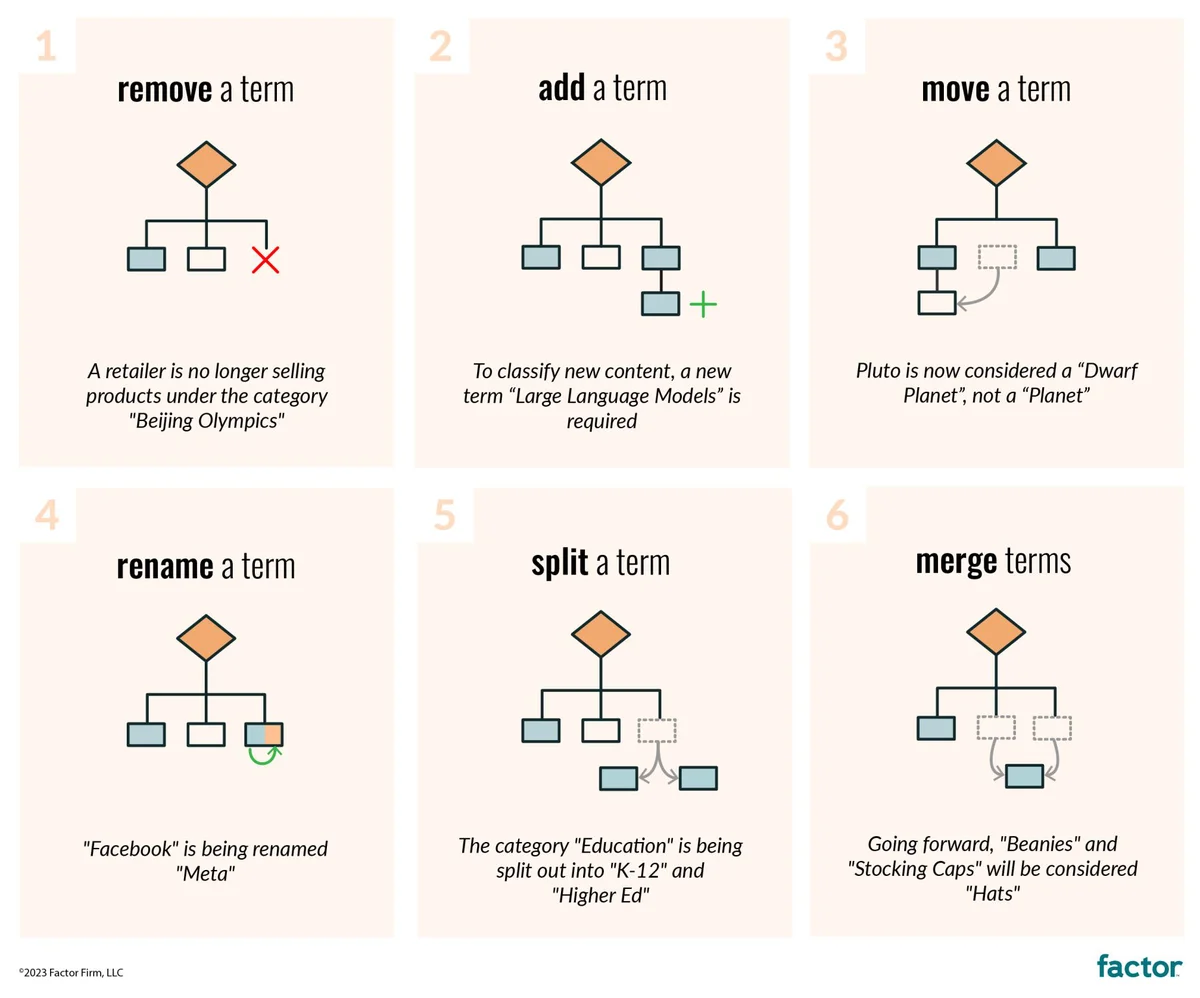 1
remove a term
A retailer is no longer selling
products under the category
"Beijing Olympics"
2
add a term
To classify new content, a new
term “Large Language Models” is
required
3
move a term
Pluto is now considered a “Dwarf
Planet”, not a “Planet”
4
rename a term
"Facebook" is being renamed
"Meta"
5
split a term
The category "Education" is being
split out into "K-12" and
"Higher Ed"
6
merge terms
Going forward, "Beanies" and
"Stocking Caps" will be considered
"Hats"
©2023 Factor Firm, LLC
factor